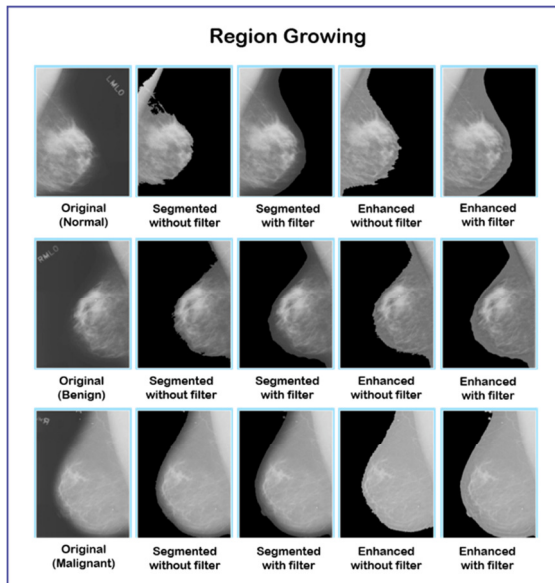 Region Growing
LMLO
Original Segmented Segmented Enhanced Enhanced
(Normal) without filter with filter without filter with filter
RMLO
Original Segmented Segmented Enhanced Enhanced
(Benign) without filter with filter without filter with filter
Original Segmented Segmented Enhanced Enhanced
(Malignant) without filter with filter without filter with filter